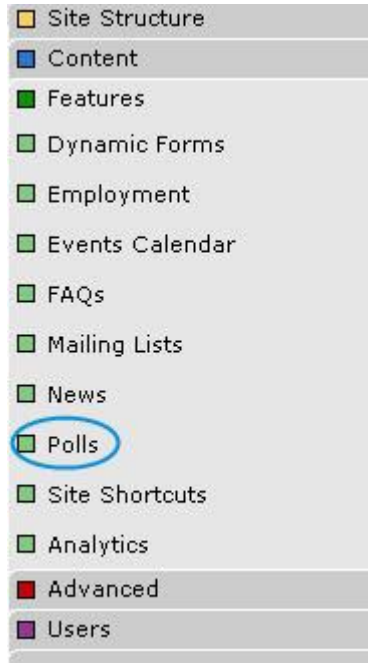 Site Structure
Content
Features
Dynamic Forms
Employment
Events Calendar
FAQs
Mailing Lists
News
Polls
Site Shortcuts
Analytics
Advanced
Users